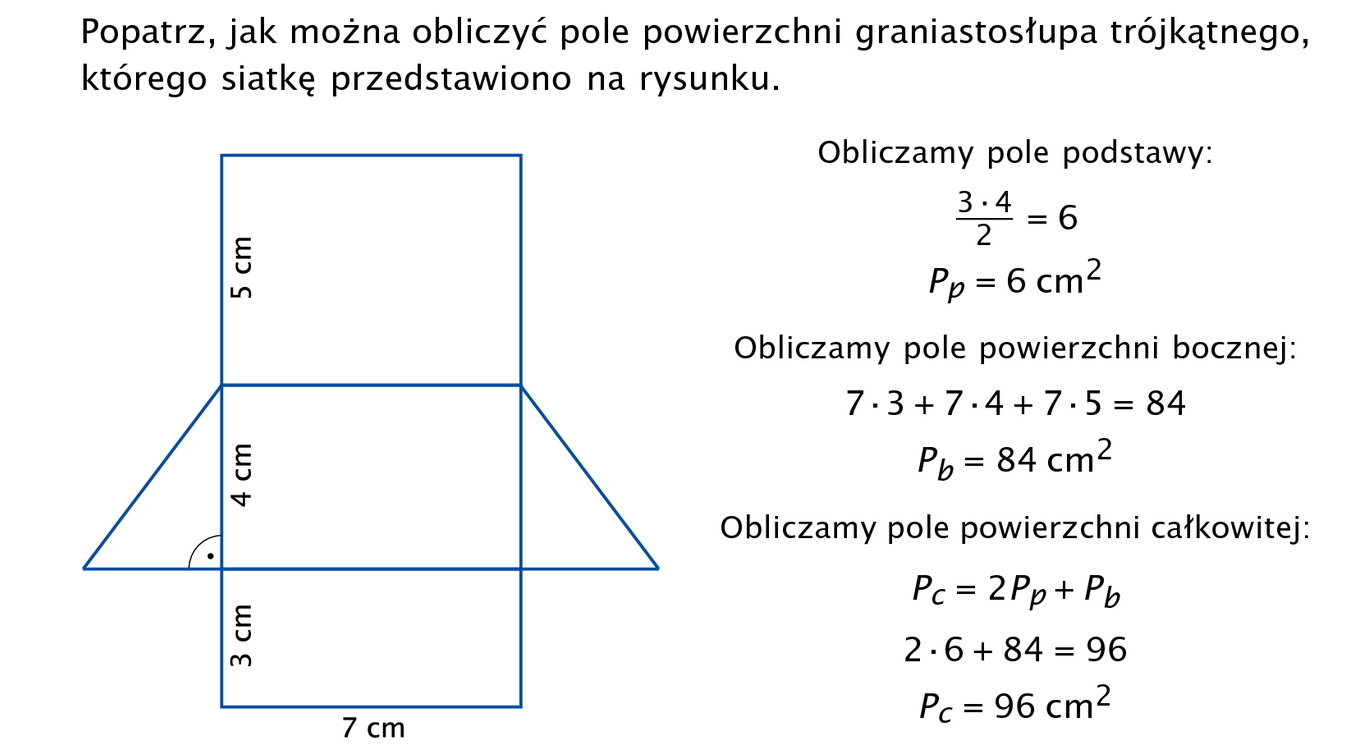 Popatrz, jak można obliczyć pole powierzchni graniastosłupa trójkątnego,
którego siatkę przedstawiono na rysunku.
5 cm
4 cm
3 cm
7 cm
Obliczamy pole podstawy:
3 · 4 / 2 = 6
Pp = 6 cm²
Obliczamy pole powierzchni bocznej:
7 · 3 + 7 · 4 + 7 · 5 = 84
Pb = 84 cm²
Obliczamy pole powierzchni całkowitej:
Pc = 2Pp + Pb
2 · 6 + 84 = 96
Pc = 96 cm²